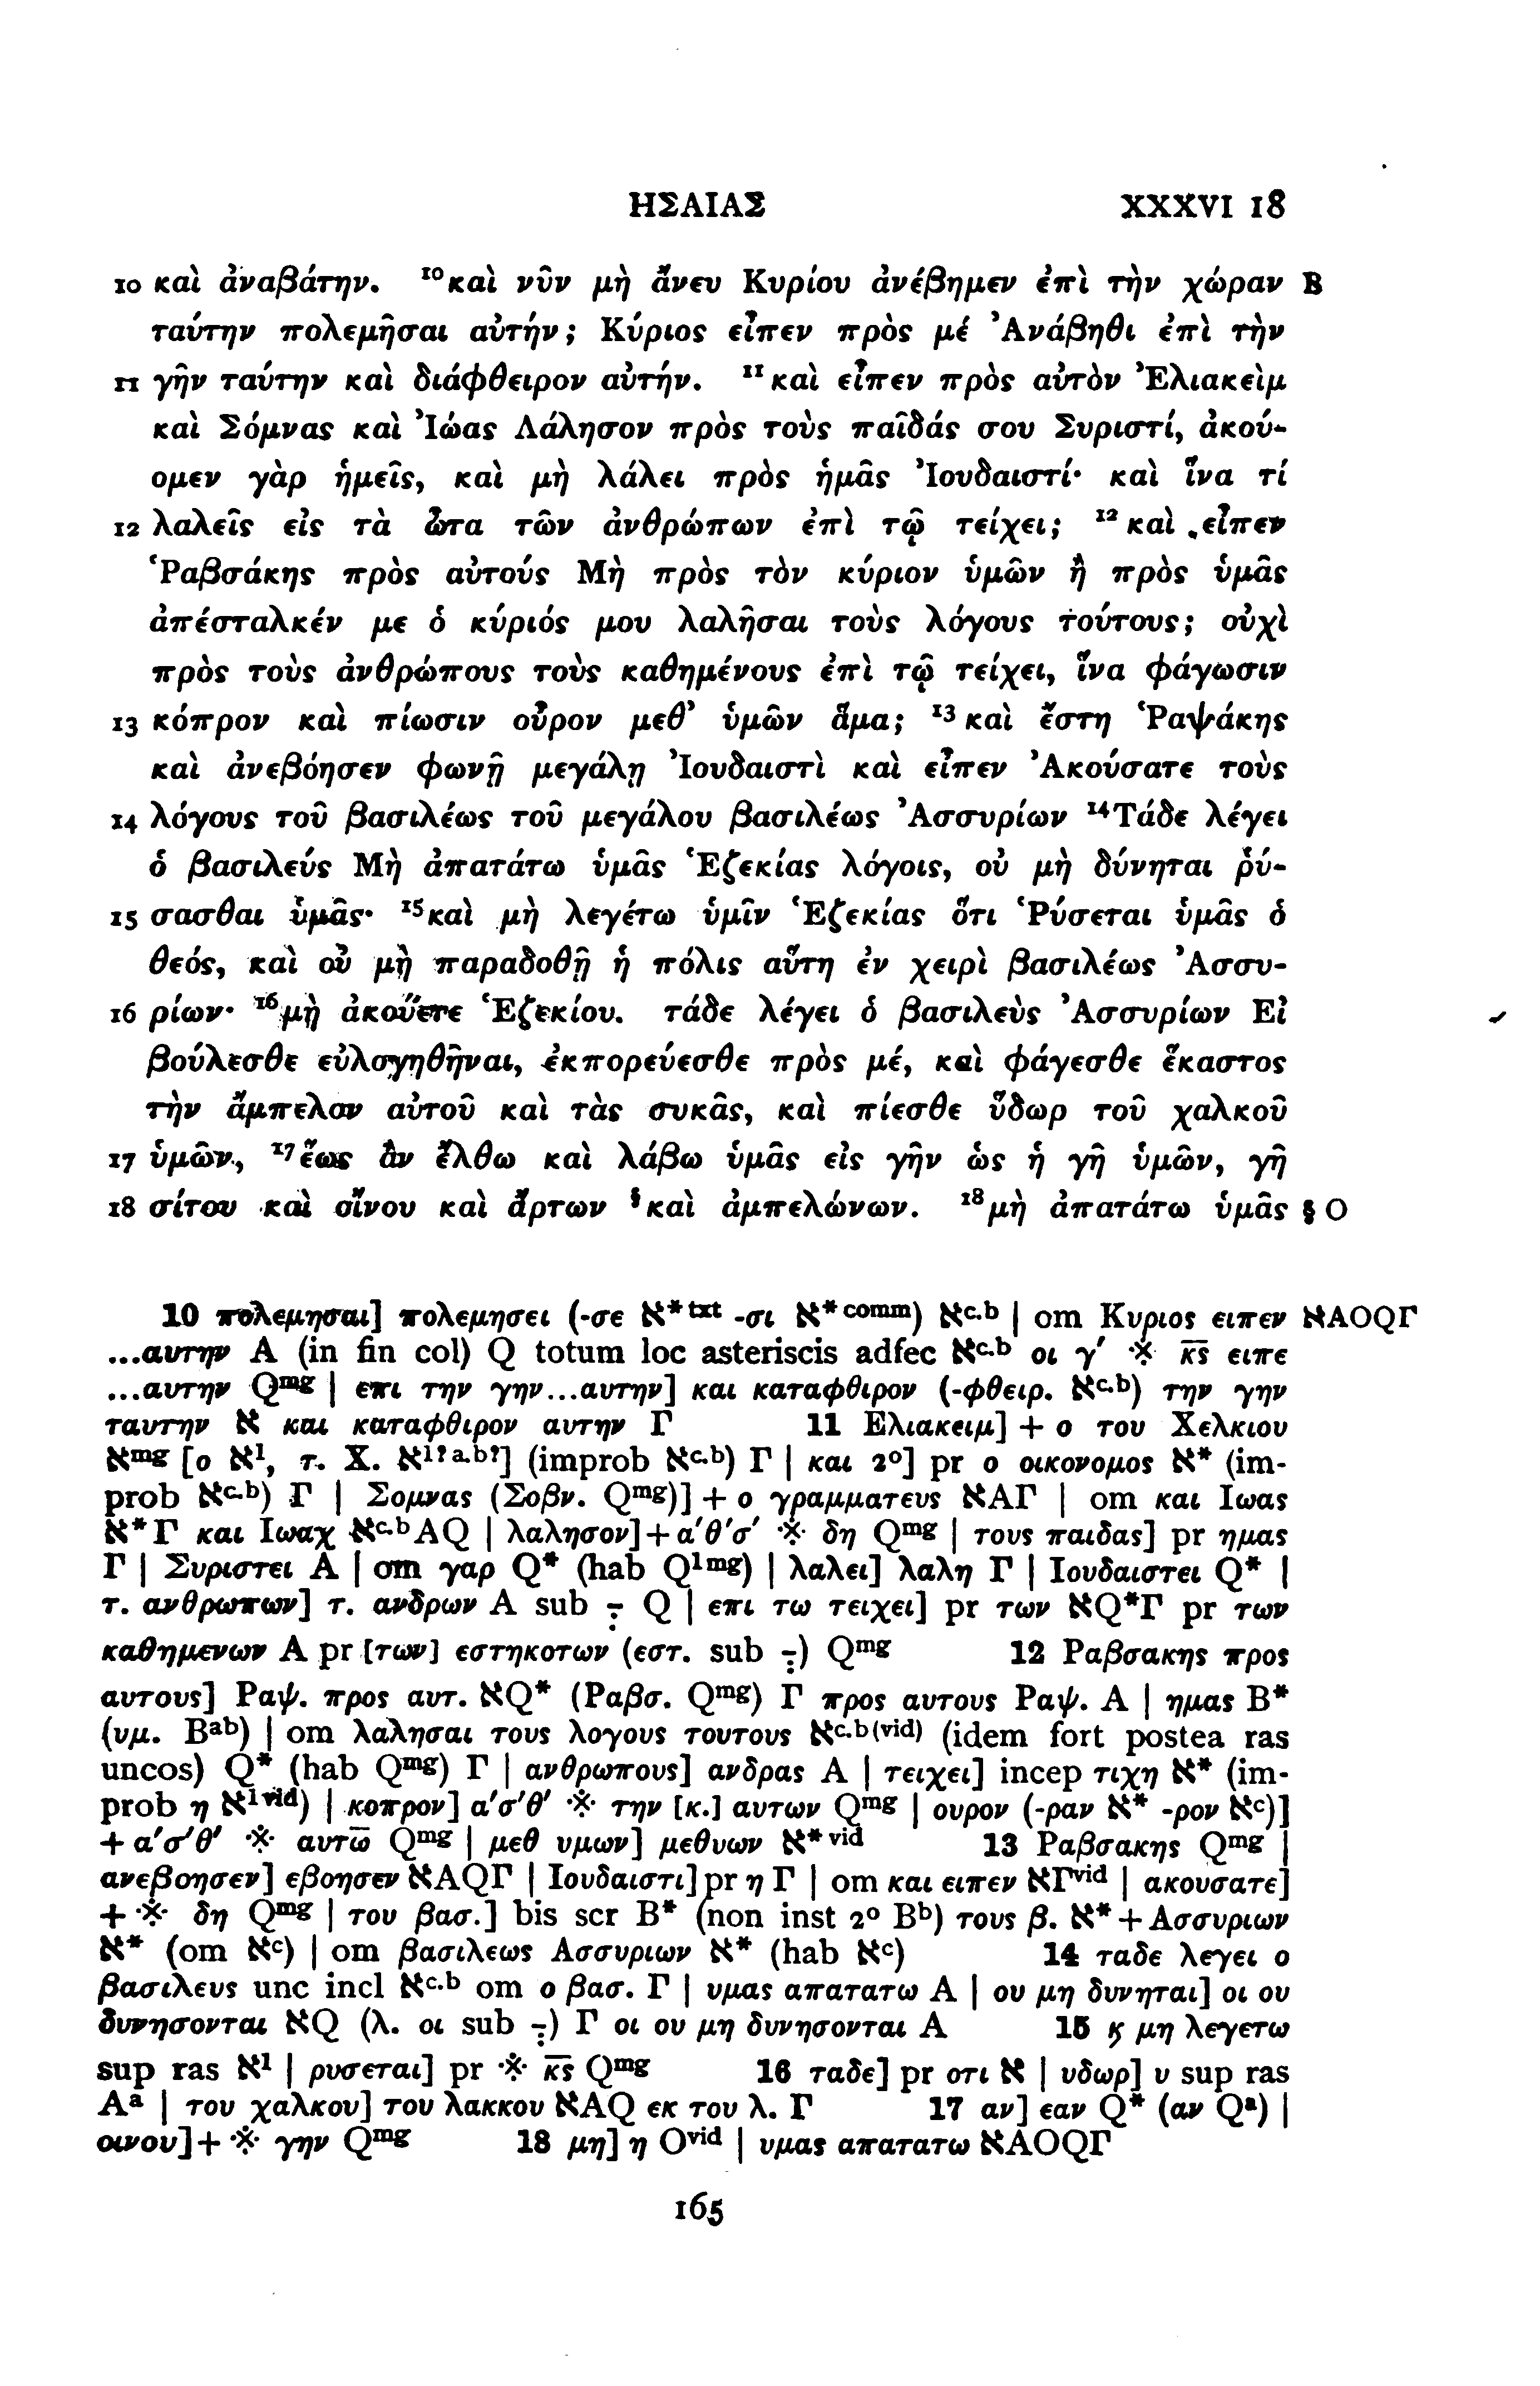 ΗΣΑΙΑΣ XXXVI 18
10 καὶ ἀναβάτην. ¹⁰καὶ νῦν μὴ ἄνευ Κυρίου ἀνέβημεν ἐπὶ τὴν χώραν B
ταύτην πολεμῆσαι αὐτήν; Κύριος εἶπεν πρὸς μέ Ἀνάβηθι ἐπὶ τὴν
11 γῆν ταύτην καὶ διάφθειρον αὐτήν. ¹¹καὶ εἶπεν πρὸς αὐτὸν Ἐλιακεὶμ
καὶ Σόμνας καὶ Ἰώας Λάλησον πρὸς τοὺς παῖδάς σου Συριστί, ἀκού-
ομεν γὰρ ἡμεῖς, καὶ μὴ λάλει πρὸς ἡμᾶς Ἰουδαιστί· καὶ ἵνα τί
12 λαλεῖς εἰς τὰ ὦτα τῶν ἀνθρώπων ἐπὶ τῷ τείχει; ¹²καὶ εἶπεν
Ῥαβσάκης πρὸς αὐτούς Μὴ πρὸς τὸν κύριον ὑμῶν ἢ πρὸς ὑμᾶς
ἀπέσταλκέν με ὁ κύριός μου λαλῆσαι τοὺς λόγους τούτους; οὐχὶ
πρὸς τοὺς ἀνθρώπους τοὺς καθημένους ἐπὶ τῷ τείχει, ἵνα φάγωσιν
13 κόπρον καὶ πίωσιν οὖρον μεθ’ ὑμῶν ἅμα; ¹³καὶ ἔστη Ῥαψάκης
καὶ ἀνεβόησεν φωνῇ μεγάλῃ Ἰουδαιστὶ καὶ εἶπεν Ἀκούσατε τοὺς
14 λόγους τοῦ βασιλέως τοῦ μεγάλου βασιλέως Ἀσσυρίων ¹⁴Τάδε λέγει
ὁ βασιλεύς Μὴ ἀπατάτω ὑμᾶς Ἑζεκίας λόγοις, οὐ μὴ δύνηται ῥύ-
15 σασθαι ὑμᾶς· ¹⁵καὶ μὴ λεγέτω ὑμῖν Ἑζεκίας ὅτι Ῥύσεται ὑμᾶς ὁ
θεός, καὶ οὐ μὴ παραδοθῇ ἡ πόλις αὕτη ἐν χειρὶ βασιλέως Ἀσσυ-
16 ρίων· ¹⁶μὴ ἀκούετε Ἑζεκίου. τάδε λέγει ὁ βασιλεὺς Ἀσσυρίων Εἰ
βούλεσθε εὐλογηθῆναι, ἐκπορεύεσθε πρὸς μέ, καὶ φάγεσθε ἕκαστος
τὴν ἄμπελον αὐτοῦ καὶ τὰς συκᾶς, καὶ πίεσθε ὕδωρ τοῦ χαλκοῦ
17 ὑμῶν, ¹⁷ἕως ἂν ἔλθω καὶ λάβω ὑμᾶς εἰς γῆν ὡς ἡ γῆ ὑμῶν, γῆ
18 σίτου καὶ οἴνου καὶ ἄρτων §καὶ ἀμπελώνων. ¹⁸μὴ ἀπατάτω ὑμᾶς § O
10 πολεμησαι] πολεμησει (-σε ℵ* txt -σι ℵ* comm) ℵc.b | om Κυριος ειπεν ℵAOQΓ
...αυτην A (in fin col) Q totum loc asteriscis adfec ℵc.b οι γ′ ※ κ̅ς̅ ειπε
...αυτην Qmg | επι την γην...αυτην] και καταφθιρον (-φθειρ. ℵc.b) την γην
ταυτην ℵ και καταφθιρον αυτην Γ 11 Ελιακειμ] + ο του Χελκιου
ℵmg [ο ℵ1, τ. Χ. ℵ1?a.b?] (improb ℵc.b) Γ | και 2º] pr ο οικονομος ℵ* (im-
prob ℵc.b) Γ | Σομνας (Σοβν. Qmg)] + ο γραμματευς ℵAΓ | om και Ιωας
ℵ*Γ και Ιωαχ ℵc.bAQ | λαλησον]+α′θ′σ′ ※ δη Qmg | τους παιδας] pr ημας
Γ | Συριστει A | om γαρ Q* (hab Q1mg) | λαλει] λαλη Γ | Ιουδαιστει Q* |
τ. ανθρωπων] τ. ανδρων A sub ⁒ Q | επι τω τειχει] pr των ℵQ*Γ pr των
καθημενων A pr [των] εστηκοτων (εστ. sub ⁒) Qmg 12 Ραβσακης προς
αυτους] Ραψ. προς αυτ. ℵQ* (Ραβσ. Qmg) Γ προς αυτους Ραψ. A | ημας B*
(υμ. Bab) | om λαλησαι τους λογους τουτους ℵc.b(vid) (idem fort postea ras
uncos) Q* (hab Qmg) Γ | ανθρωπους] ανδρας A | τειχει] incep τιχη ℵ* (im-
prob η ℵ1vid) | κοπρον] α′σ′θ′ ※ την [κ.] αυτων Qmg | ουρον (-ραν ℵ* -ρον ℵc)]
+ α′σ′θ′ ※ αυτω̅ Qmg | μεθ υμων] μεθυων ℵ*vid 13 Ραβσακης Qmg |
ανεβοησεν] εβοησεν ℵAQΓ | Ιουδαιστι] pr η Γ | om και ειπεν ℵΓvid | ακουσατε]
+ ※ δη Qmg | του βασ.] bis scr B* (non inst 2º Bb) τους β. ℵ* + Ασσυριων
ℵ* (om ℵc) | om βασιλεως Ασσυριων ℵ* (hab ℵc) 14 ταδε λεγει ο
βασιλευς unc incl ℵc.b om ο βασ. Γ | υμας απατατω A | ου μη δυνηται] οι ου
δυνησονται ℵQ (λ. οι sub ⁒) Γ οι ου μη δυνησονται A 15 ϗ μη λεγετω
sup ras ℵ1 | ρυσεται] pr ※ κ̅ς̅ Qmg 16 ταδε] pr οτι ℵ | υδωρ] υ sup ras
Aa | του χαλκου] του λακκου ℵAQ εκ του λ. Γ 17 αν] εαν Q* (αν Qa) |
οινου]+ ※ γην Qmg 18 μη] η Ovid | υμας απατατω ℵAOQΓ
165